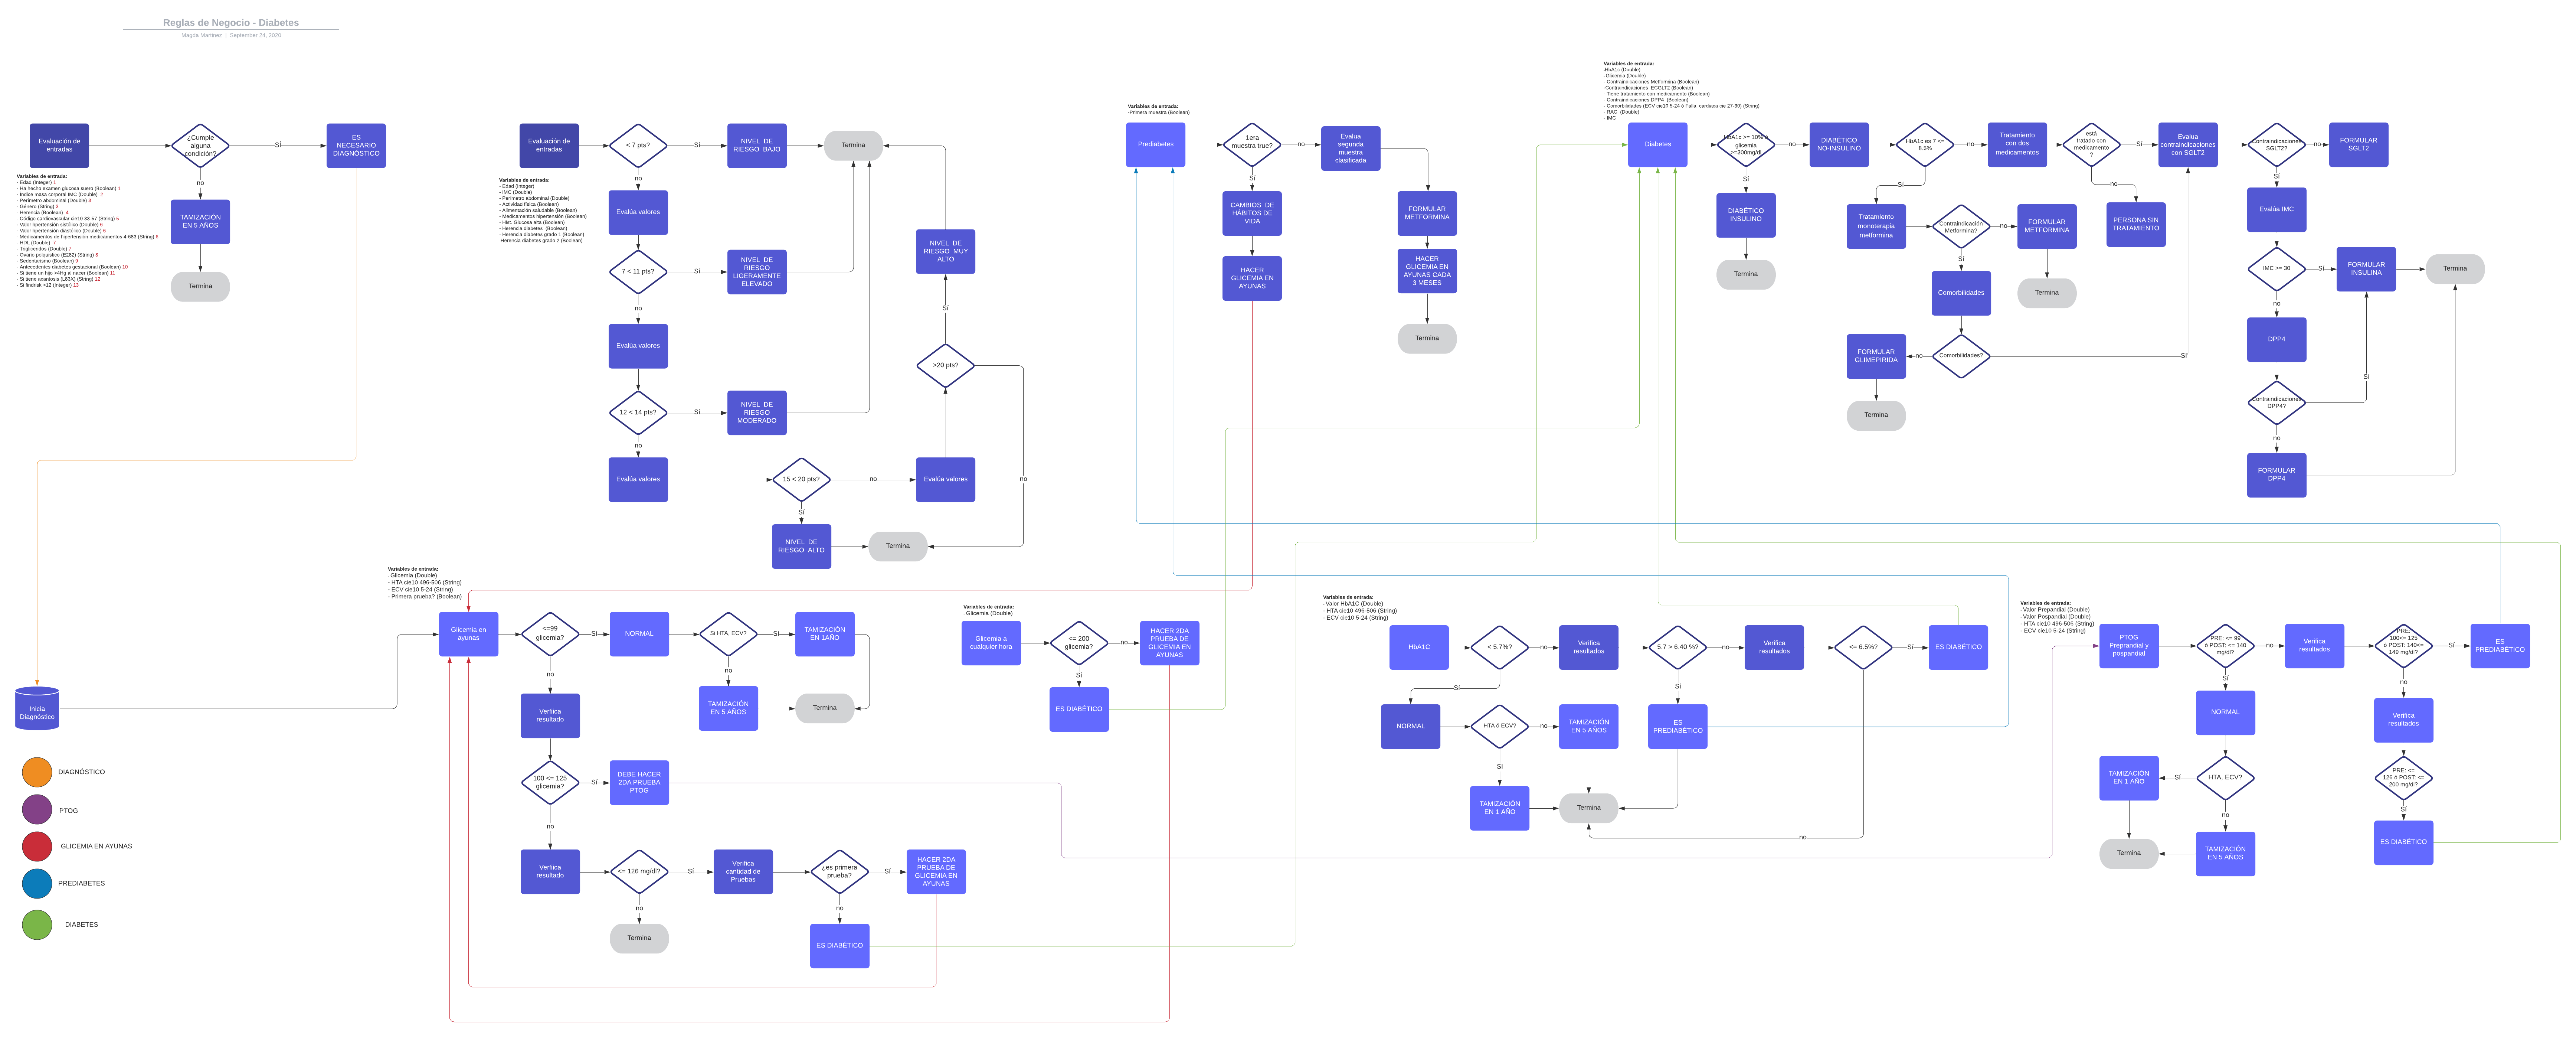 Reglas de Negocio - Diabetes
Magda Martinez | September 24, 2020
Evaluación de
entradas
¿Cumple
alguna
condición?
SÍ
ES
NECESARIO
DIAGNÓSTICO
no
TAMIZACIÓN
EN 5 AÑOS
Termina
Variables de entrada:
- Edad (Integer) 1
- Ha hecho examen glucosa suero (Boolean) 1
- Índice masa corporal IMC (Double) 2
- Perímetro abdominal (Double) 3
- Género (String) 3
- Herencia (Boolean) 4
- Código cardiovascular cie10 33-57 (String) 5
- Valor hipertensión sistólico (Double) 6
- Valor hipertensión diastólico (Double) 6
- Medicamentos de hipertensión medicamentos 4-683 (String) 6
- HDL (Double) 7
- Trigliceridos (Double) 7
- Ovario poliquistico (E282) (String) 8
- Sedentarismo (Boolean) 9
- Antecedentes diabetes gestacional (Boolean) 10
- Si tiene un hijo >4Hg al nacer (Boolean) 11
- Si tiene acantosis (L83X) (String) 12
- Si findrisk >12 (Integer) 13
Evaluación de
entradas
< 7 pts?
Sí
NIVEL DE
RIESGO BAJO
Termina
no
Variables de entrada:
- Edad (Integer)
- IMC (Double)
- Perímetro abdominal (Double)
- Actividad física (Boolean)
- Alimentación saludable (Boolean)
- Medicamentos hipertensión (Boolean)
- Hist. Glucosa alta (Boolean)
- Herencia diabetes (Boolean)
- Herencia diabetes grado 1 (Boolean)
Herencia diabetes grado 2 (Boolean)
Evalúa valores
7 < 11 pts?
Sí
NIVEL DE
RIESGO
LIGERAMENTE
ELEVADO
no
Evalúa valores
12 < 14 pts?
Sí
NIVEL DE
RIESGO
MODERADO
no
Evalúa valores
15 < 20 pts?
no
Evalúa valores
Sí
NIVEL DE
RIESGO ALTO
Termina
>20 pts?
Sí
NIVEL DE
RIESGO MUY
ALTO
no
Variables de entrada:
-Primera muestra (Boolean)
Prediabetes
1era
muestra true?
no
Evalua
segunda
muestra
clasificada
Sí
CAMBIOS DE
HÁBITOS DE
VIDA
HACER
GLICEMIA EN
AYUNAS
FORMULAR
METFORMINA
HACER
GLICEMIA EN
AYUNAS CADA
3 MESES
Termina
Variables de entrada:
-HbA1c (Double)
- Glicemia (Double)
- Contraindicaciones Metformina (Boolean)
-Contraindicaciones ECGLT2 (Boolean)
- Tiene tratamiento con medicamento (Boolean)
- Contraindicaciones DPP4 (Boolean)
- Comorbilidades (ECV cie10 5-24 ó Falla cardiaca cie 27-30) (String)
- RAC (Double)
- IMC
Diabetes
HbA1c >= 10% ó
glicemia
>=300mg/dl
no
DIABÉTICO
NO-INSULINO
Sí
DIABÉTICO
INSULINO
Termina
HbA1c es 7 <=
8.5%
no
Tratamiento
con dos
medicamentos
está
tratado con
medicamento
?
Sí
Evalua
contraindicaciones
con SGLT2
Contraindicaciones
SGLT2?
no
FORMULAR
SGLT2
Sí
Tratamiento
monoterapia
metformina
Contraindicación
Metformina?
no
FORMULAR
METFORMINA
Termina
no
PERSONA SIN
TRATAMIENTO
Sí
Comorbilidades
Comorbilidades?
no
FORMULAR
GLIMEPIRIDA
Termina
Sí
Sí
Evalúa IMC
IMC >= 30
Sí
FORMULAR
INSULINA
Termina
no
DPP4
Contraindicaciones
DPP4?
Sí
no
FORMULAR
DPP4
Variables de entrada:
- Glicemia (Double)
- HTA cie10 496-506 (String)
- ECV cie10 5-24 (String)
- Primera prueba? (Boolean)
Glicemia en
ayunas
<=99
glicemia?
Sí
NORMAL
Si HTA, ECV?
Sí
TAMIZACIÓN
EN 1AÑO
no
TAMIZACIÓN
EN 5 AÑOS
Termina
no
Verfiica
resultado
100 <= 125
glicemia?
Sí
DEBE HACER
2DA PRUEBA
PTOG
no
Verfiica
resultado
<= 126 mg/dl?
Sí
Verifica
cantidad de
Pruebas
¿es primera
prueba?
Sí
HACER 2DA
PRUEBA DE
GLICEMIA EN
AYUNAS
no
Termina
no
ES DIABÉTICO
Variables de entrada:
- Glicemia (Double)
Glicemia a
cualquier hora
<= 200
glicemia?
no
HACER 2DA
PRUEBA DE
GLICEMIA EN
AYUNAS
Sí
ES DIABÉTICO
Variables de entrada:
- Valor HbA1C (Double)
- HTA cie10 496-506 (String)
- ECV cie10 5-24 (String)
HbA1C
< 5.7%?
no
Verifica
resultados
5.7 > 6.40 %?
no
Verifica
resultados
<= 6.5%?
Sí
ES DIABÉTICO
Sí
NORMAL
HTA ó ECV?
no
TAMIZACIÓN
EN 5 AÑOS
Sí
ES
PREDIABÉTICO
Sí
TAMIZACIÓN
EN 1 AÑO
Termina
no
Variables de entrada:
- Valor Prepandial (Double)
- Valor Pospandial (Double)
- HTA cie10 496-506 (String)
- ECV cie10 5-24 (String)
PTOG
Preprandial y
pospandial
PRE: <= 99
ó POST: <= 140
mg/dl?
no
Verifica
resultados
PRE:
100<= 125
ó POST: 140<=
149 mg/dl?
Sí
ES
PREDIABÉTICO
Sí
NORMAL
HTA, ECV?
Sí
TAMIZACIÓN
EN 1 AÑO
no
TAMIZACIÓN
EN 5 AÑOS
Termina
no
Verifica
resultados
PRE: <=
126 ó POST: <=
200 mg/dl?
Sí
ES DIABÉTICO
Inicia
Diagnóstico
DIAGNÓSTICO
PTOG
GLICEMIA EN AYUNAS
PREDIABETES
DIABETES